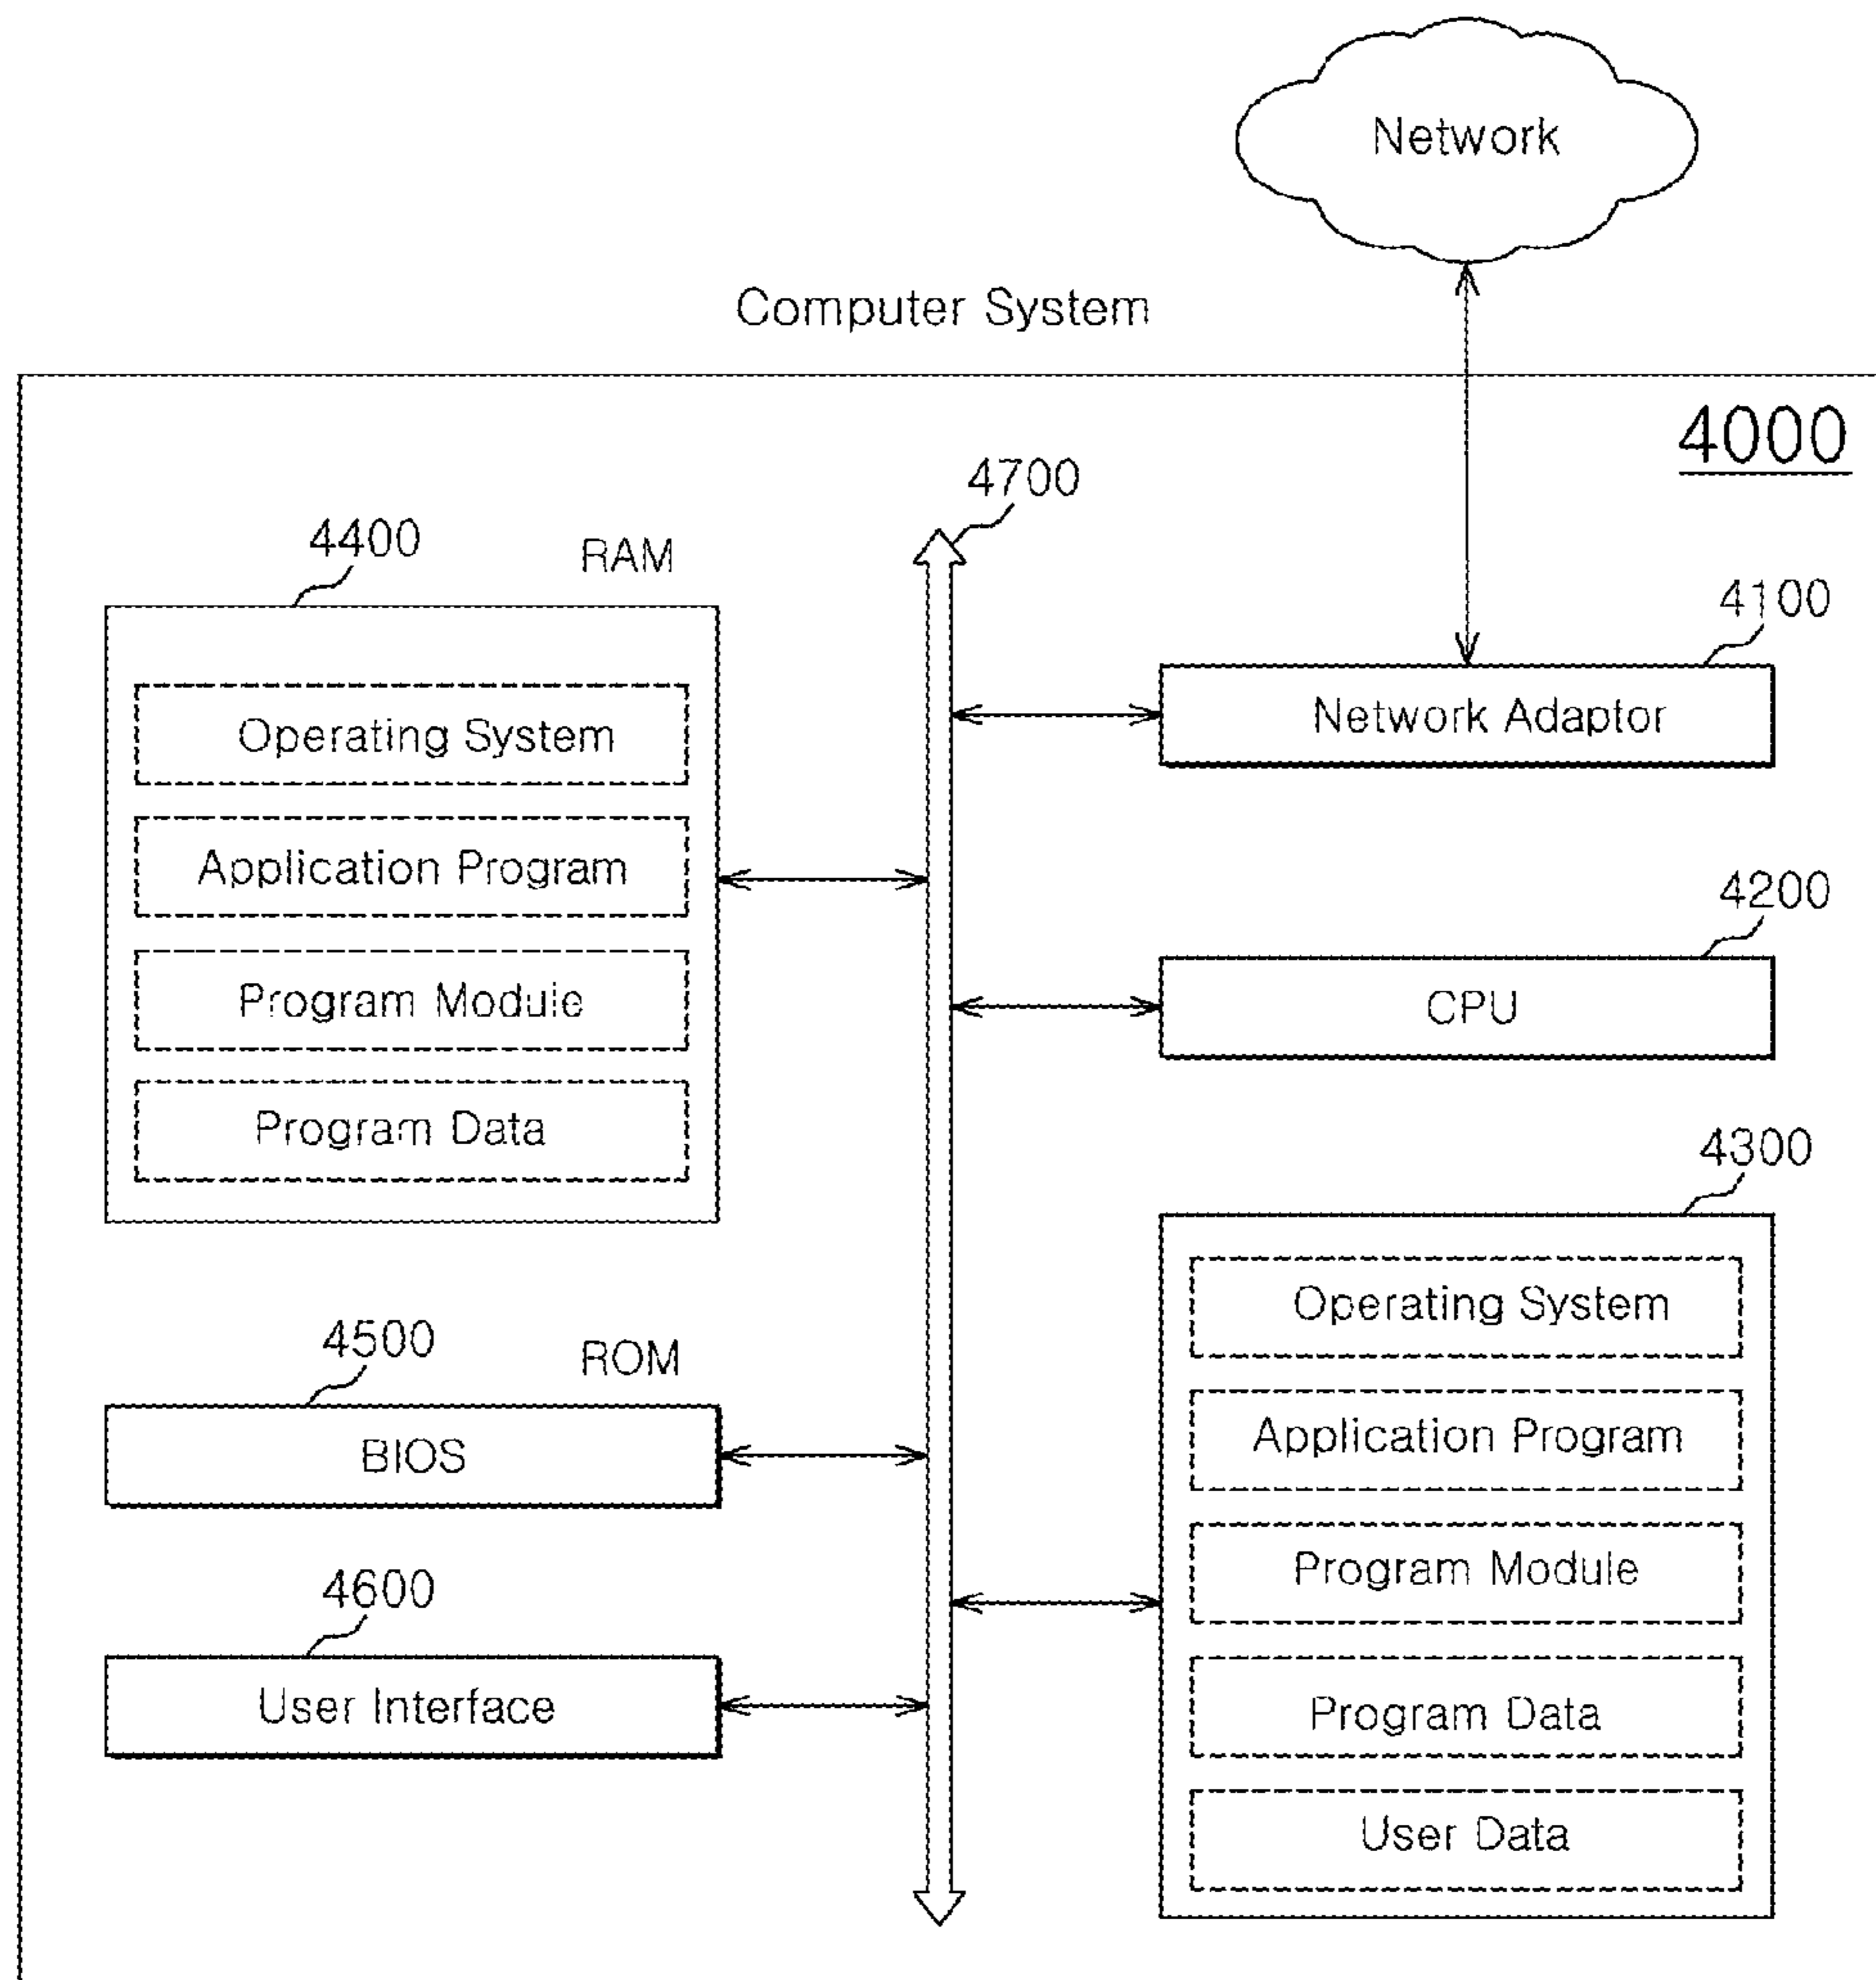 Network
Computer System
4000
4700
4400
RAM
4100
Operating System
Network Adaptor
Application Program
4200
Program Module
CPU
Program Data
4300
Operating System
4500
ROM
Application Program
BIOS
Program Module
4600
User Interface
Program Data
User Data